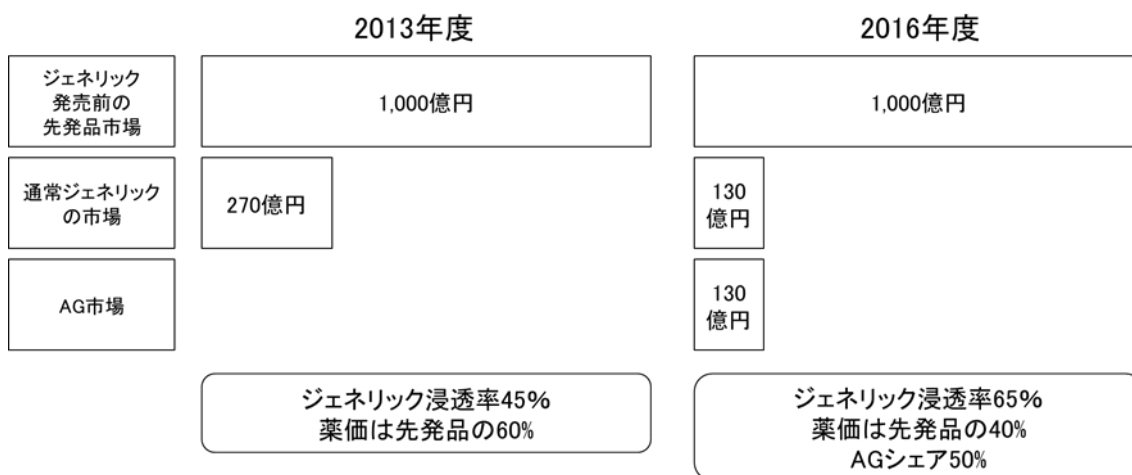 2013年度
2016年度
ジェネリック
発売前の
先発品市場
1,000億円
1,000億円
通常ジェネリック
の市場
270億円
130
億円
AG市場
130
億円
ジェネリック浸透率45%
薬価は先発品の60%
ジェネリック浸透率65%
薬価は先発品の40%
AGシェア50%